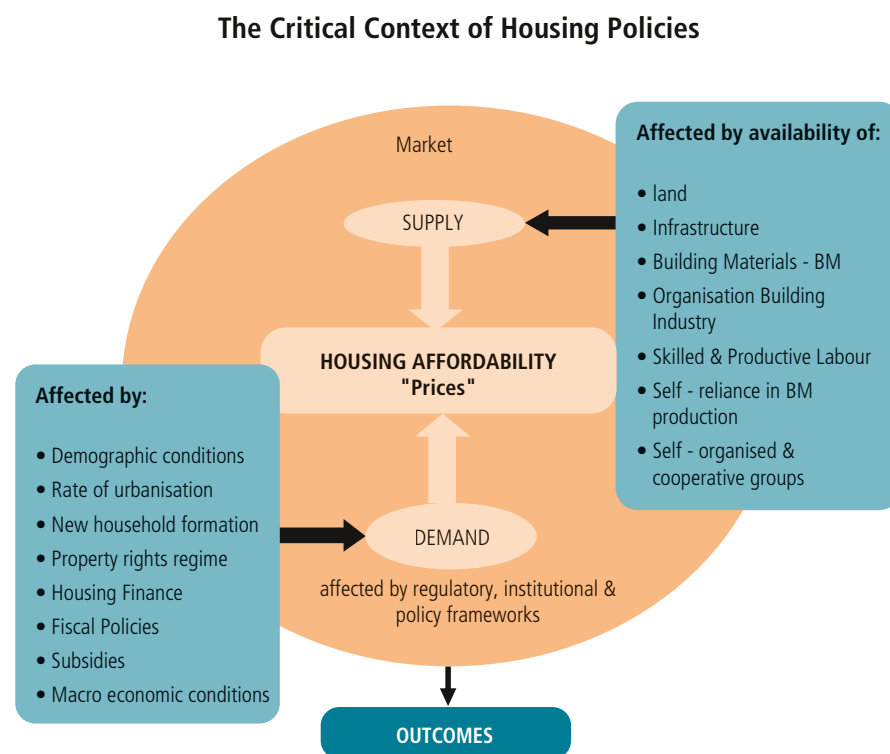 The Critical Context of Housing Policies
Market
SUPPLY
HOUSING AFFORDABILITY
"Prices"
DEMAND
affected by regulatory, institutional &
policy frameworks
Affected by availability of:
• land
• Infrastructure
• Building Materials - BM
• Organisation Building
Industry
• Skilled & Productive Labour
• Self - reliance in BM
production
• Self - organised &
cooperative groups
Affected by:
• Demographic conditions
• Rate of urbanisation
• New household formation
• Property rights regime
• Housing Finance
• Fiscal Policies
• Subsidies
• Macro economic conditions
OUTCOMES